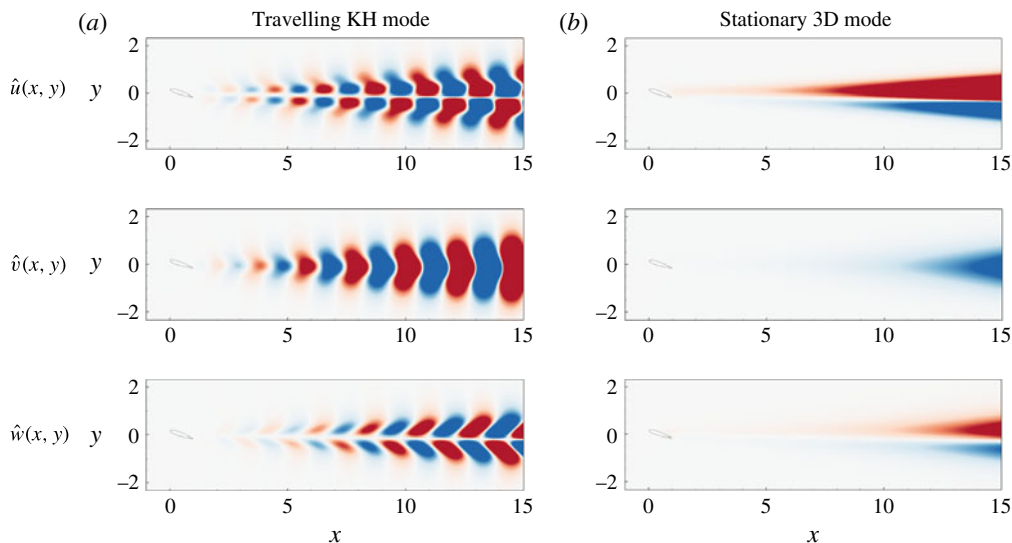 (a) Travelling KH mode (b) Stationary 3D mode
û(x, y) y 2 0 –2 0 5 10 15 2 0 –2 0 5 10 15
v̂(x, y) y 2 0 –2 0 5 10 15 2 0 –2 0 5 10 15
ŵ(x, y) y 2 0 –2 0 5 10 15 2 0 –2 0 5 10 15
x x